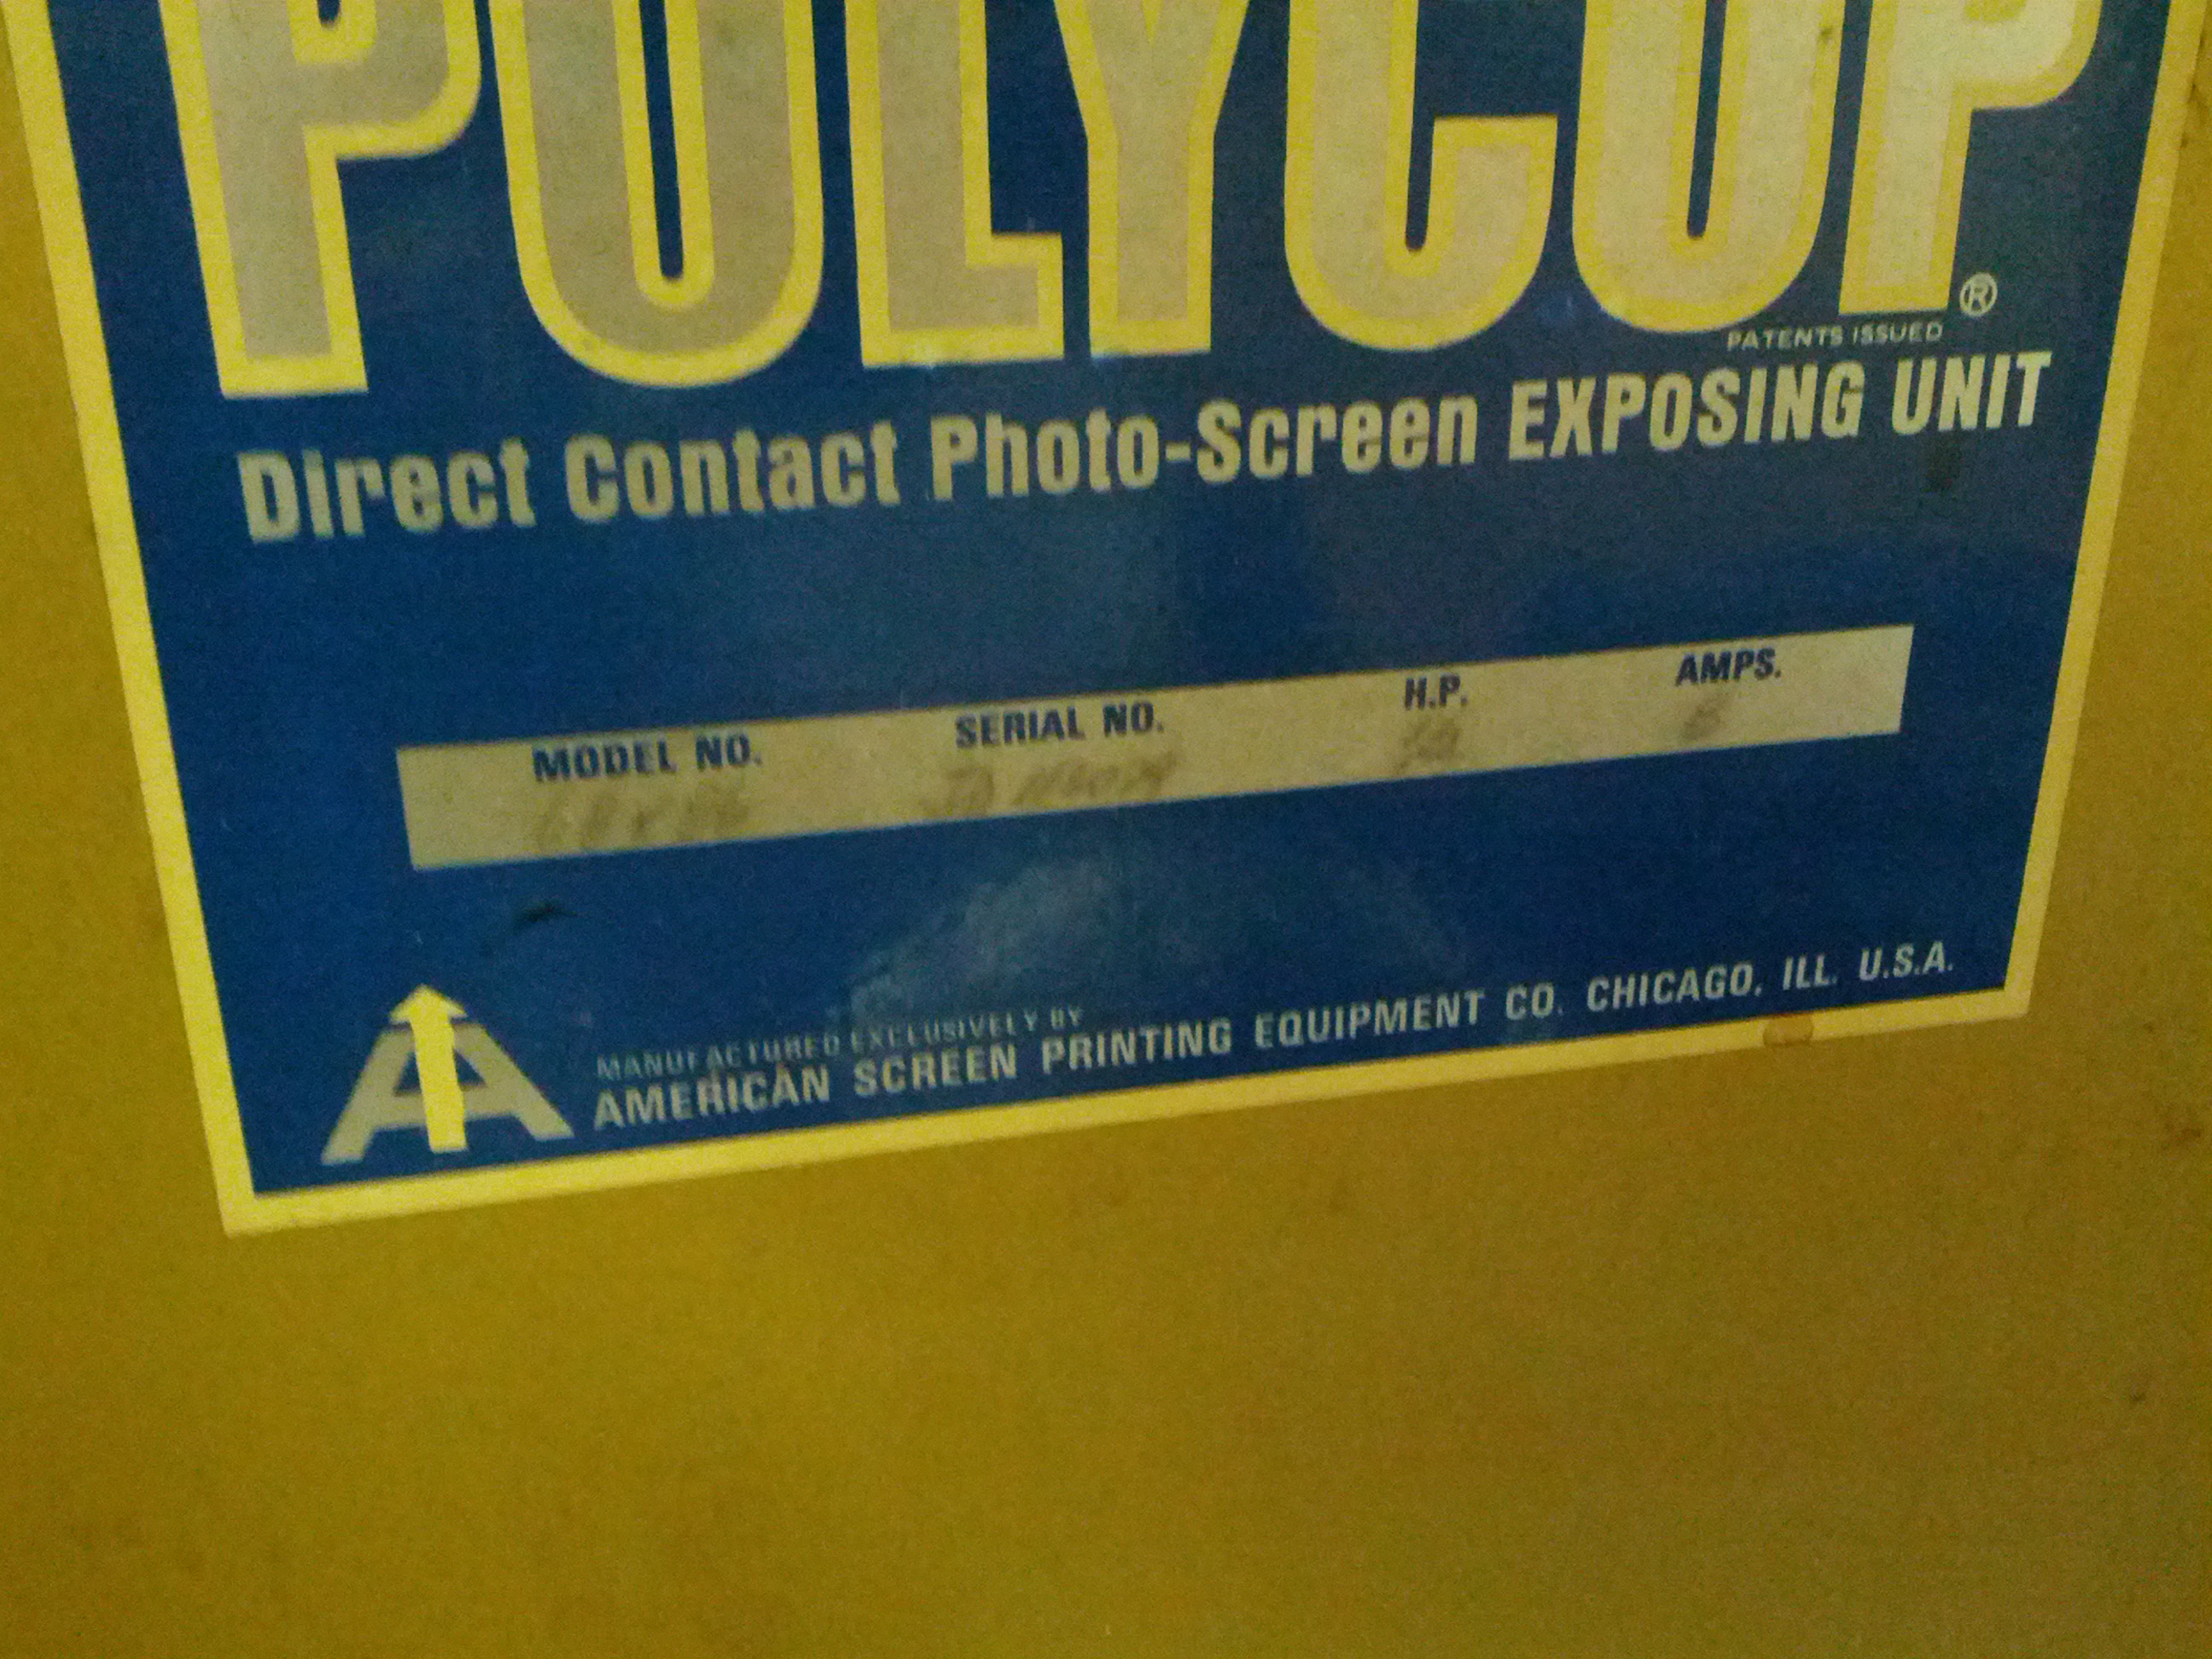 POLYCOP®
PATENTS ISSUED
Direct Contact Photo-Screen EXPOSING UNIT
MODEL NO. SERIAL NO. H.P. AMPS.
MANUFACTURED EXCLUSIVELY BY
AMERICAN SCREEN PRINTING EQUIPMENT CO. CHICAGO, ILL. U.S.A.